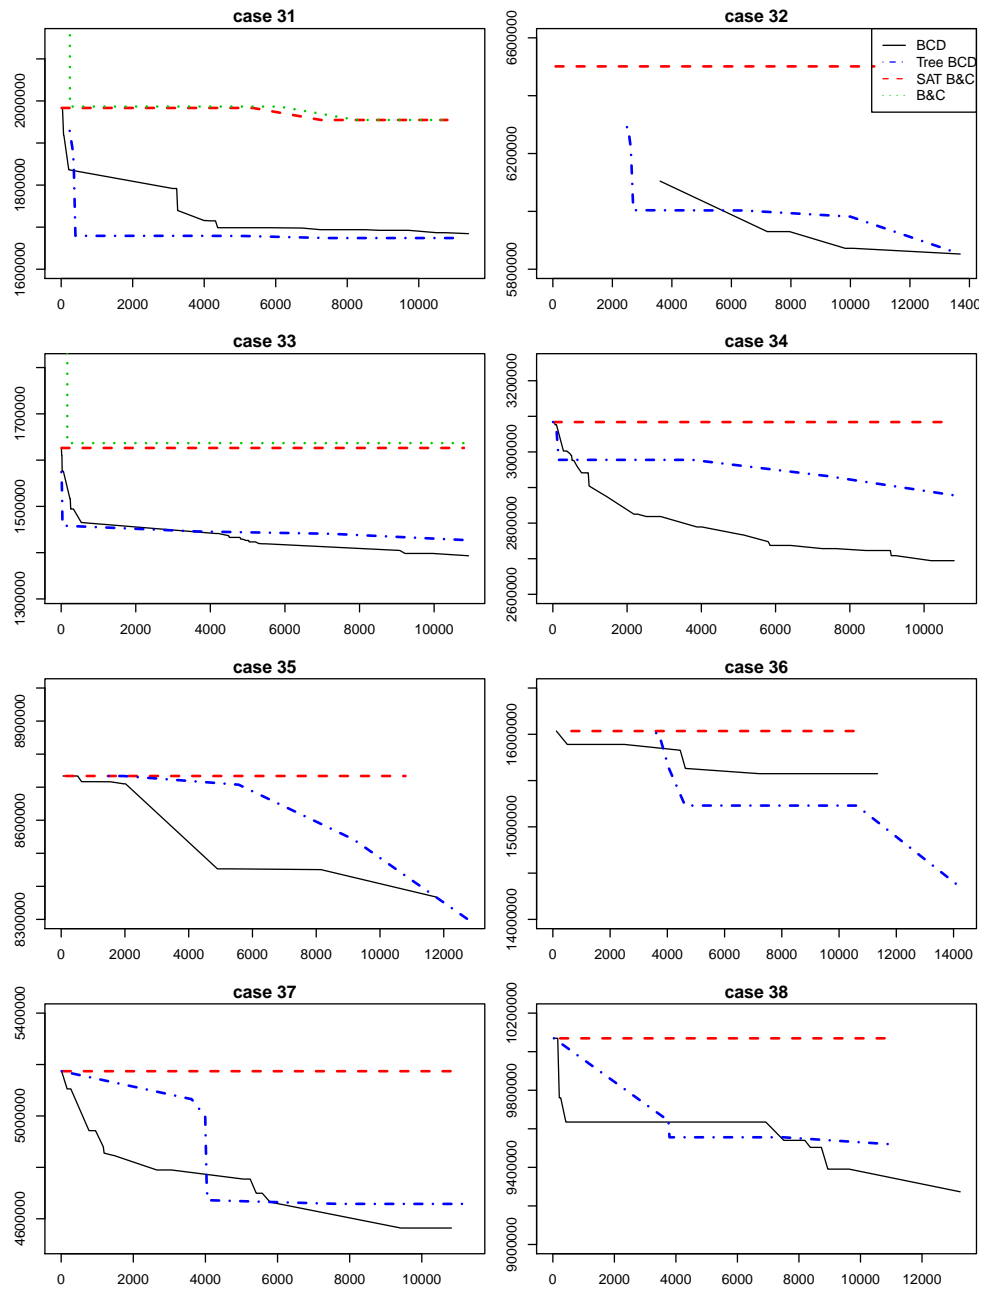 case 31
1600000 1800000 2000000
0 2000 4000 6000 8000 10000
case 32
5800000 6200000 6600000
0 2000 4000 6000 8000 10000 12000 1400
BCD
Tree BCD
SAT B&C
B&C
case 33
1300000 1500000 1700000
0 2000 4000 6000 8000 10000
case 34
2600000 2800000 3000000 3200000
0 2000 4000 6000 8000 10000
case 35
8300000 8600000 8900000
0 2000 4000 6000 8000 10000 12000
case 36
1400000 1500000 1600000
0 2000 4000 6000 8000 10000 12000 14000
case 37
4600000 5000000 5400000
0 2000 4000 6000 8000 10000
case 38
9000000 9400000 9800000 10200000
0 2000 4000 6000 8000 10000 12000